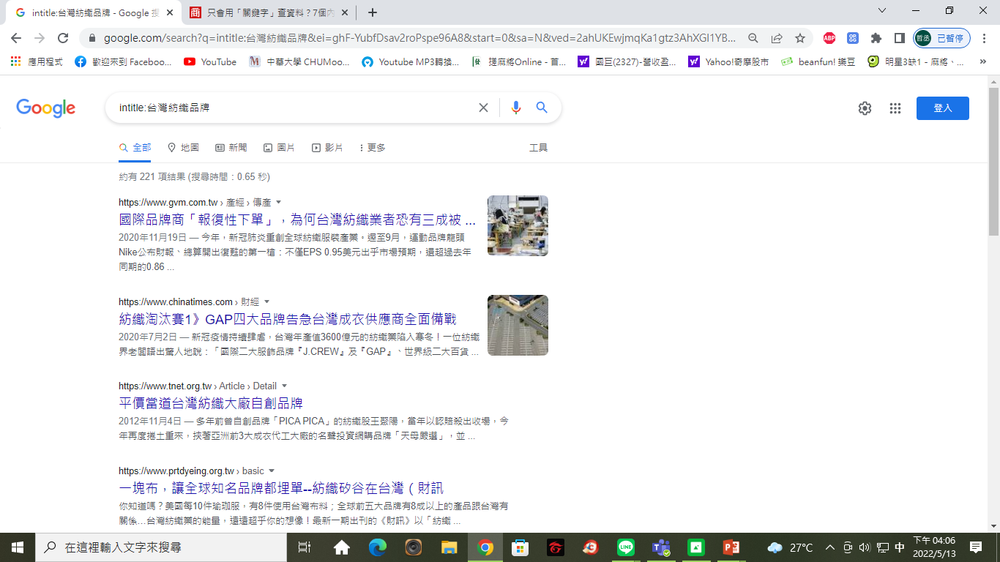 intitle:台灣紡織品牌 - Google 搜
只會用「關鍵字」查資料？7個內
google.com/search?q=intitle:台灣紡織品牌&ei=ghF-YubfDsav2roPspe96A8&start=0&sa=N&ved=2ahUKEwjmqKa1gtz3AhXGI1YB...
ABP
哲丞 已暫停
應用程式
歡迎來到 Faceboo...
YouTube
中華大學 CHUMoo...
Youtube MP3轉換...
搓麻將Online - 首...
國巨(2327)-營收盈...
Yahoo!奇摩股市
beanfun! 樂豆
明星3缺1 - 麻將、...
»
Google
intitle:台灣紡織品牌
登入
全部
地圖
新聞
圖片
影片
更多
工具
約有 221 項結果 (搜尋時間：0.65 秒)
https://www.gvm.com.tw › 產經 › 傳產
國際品牌商「報復性下單」，為何台灣紡織業者恐有三成被 ...
2020年11月19日 — 今年，新冠肺炎重創全球紡織服裝產業。遲至9月，運動品牌龍頭
Nike公布財報、總算開出復甦的第一槍：不僅EPS 0.95美元出乎市場預期，還超過去年
同期的0.86 ...
https://www.chinatimes.com › 財經
紡織淘汰賽1》GAP四大品牌告急台灣成衣供應商全面備戰
2020年7月2日 — 新冠疫情持續肆虐，台灣年產值3600億元的紡織業陷入寒冬！一位紡織
界老闆語出驚人地說：「國際二大服飾品牌『J.CREW』及『GAP』、世界級二大百貨 ...
https://www.tnet.org.tw › Article › Detail
平價當道台灣紡織大廠自創品牌
2012年11月4日 — 多年前曾自創品牌「PICA PICA」的紡織股王聚陽，當年以認賠殺出收場，今
年再度捲土重來，挾著亞洲前3大成衣代工大廠的名聲投資網購品牌「天母嚴選」，並 ...
https://www.prtdyeing.org.tw › basic
一塊布，讓全球知名品牌都埋單--紡織矽谷在台灣（財訊
你知道嗎？美國每10件瑜珈服，有8件使用台灣布料；全球前五大品牌有8成以上的產品跟台灣有
關係...台灣紡織業的能量，遠遠超乎你的想像！最新一期出刊的《財訊》以「紡織 ...
在這裡輸入文字來搜尋
LINE
27°C
中
下午 04:06
2022/5/13